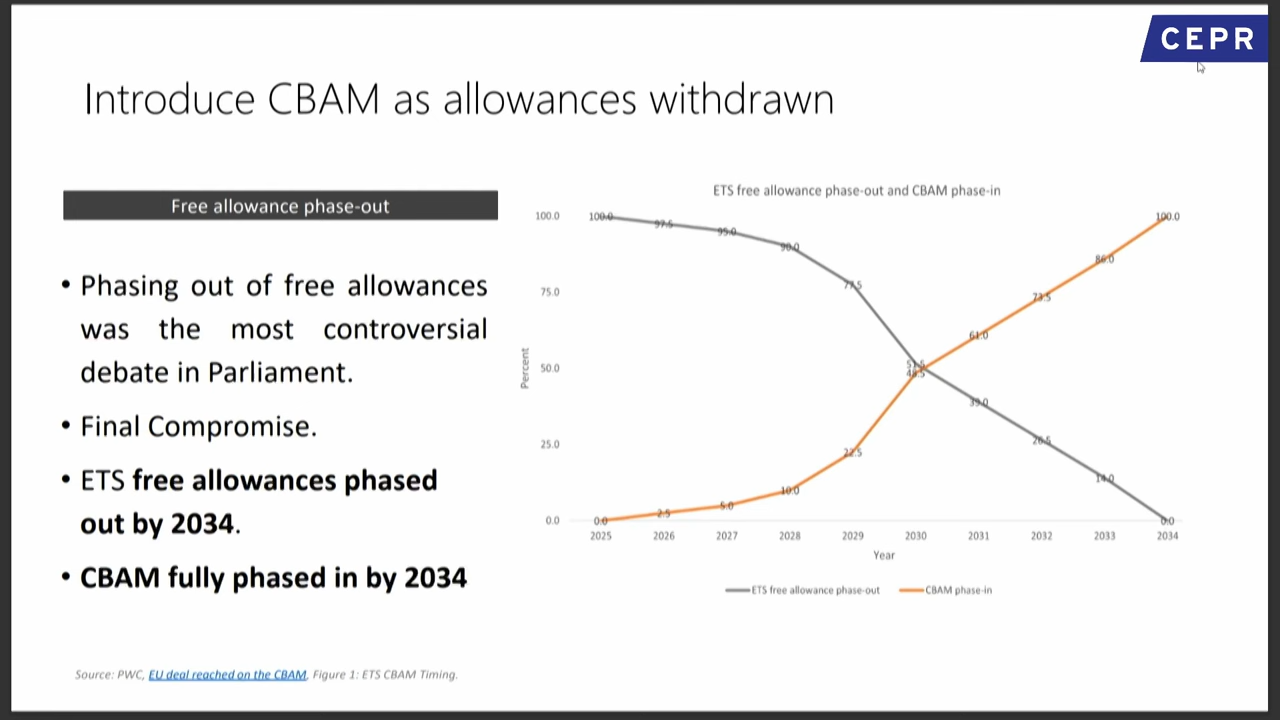 CEPR
Introduce CBAM as allowances withdrawn
Free allowance phase-out
• Phasing out of free allowances
was the most controversial
debate in Parliament.
• Final Compromise.
• ETS free allowances phased
out by 2034.
• CBAM fully phased in by 2034
Source: PWC, EU deal reached on the CBAM, Figure 1: ETS CBAM Timing.
ETS free allowance phase-out and CBAM phase-in
Percent
100.0
75.0
50.0
25.0
0.0
100.0
97.5
95.0
90.0
77.5
39.0
26.5
14.0
0.0
0.0
2.5
5.0
10.0
22.5
61.0
73.5
86.0
100.0
2025 2026 2027 2028 2029 2030 2031 2032 2033 2034
Year
ETS free allowance phase-out CBAM phase-in